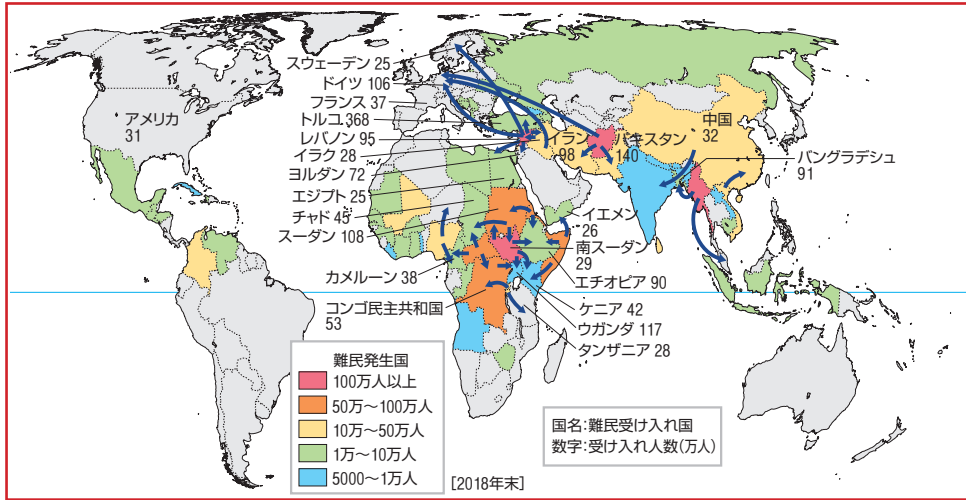 スウェーデン 25
ドイツ 106
フランス 37
トルコ 368
レバノン 95
イラク 28
ヨルダン 72
エジプト 25
チャド 45
スーダン 108
カメルーン 38
コンゴ民主共和国
53
アメリカ
31
イラン
98
パキスタン
140
中国
32
バングラデシュ
91
イエメン
26
南スーダン
29
エチオピア 90
ケニア 42
ウガンダ 117
タンザニア 28
難民発生国
100万人以上
50万～100万人
10万～50万人
1万～10万人
5000～1万人
[2018年末]
国名:難民受け入れ国
数字:受け入れ人数(万人)